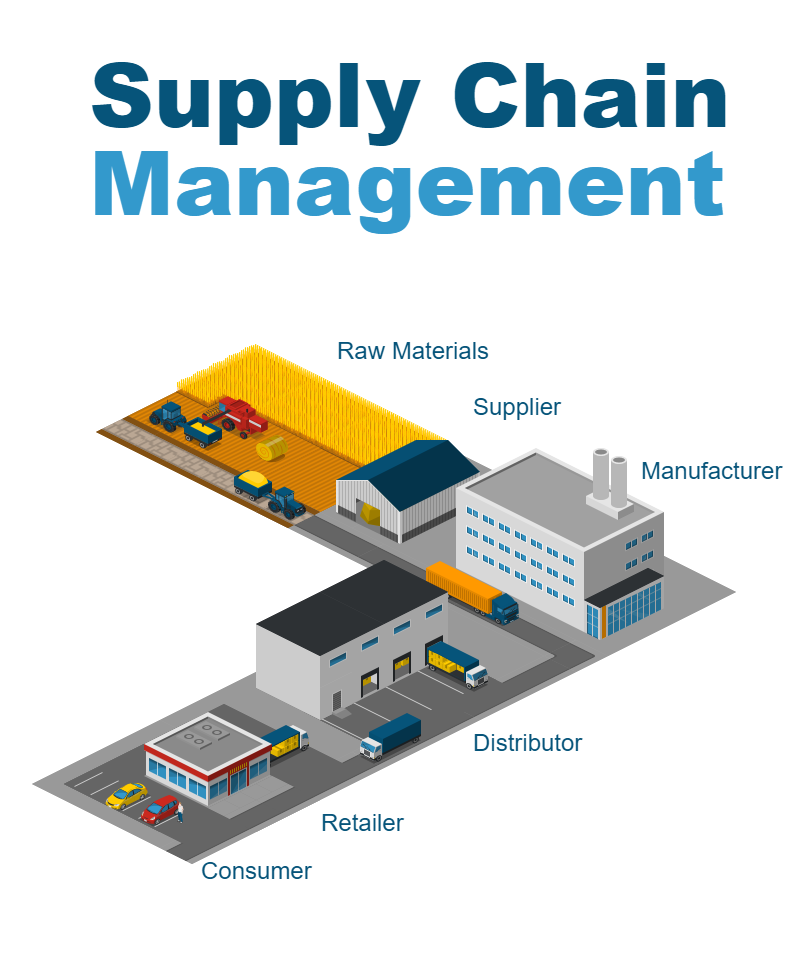 Supply Chain
Management
Raw Materials
Supplier
Manufacturer
Distributor
Retailer
Consumer